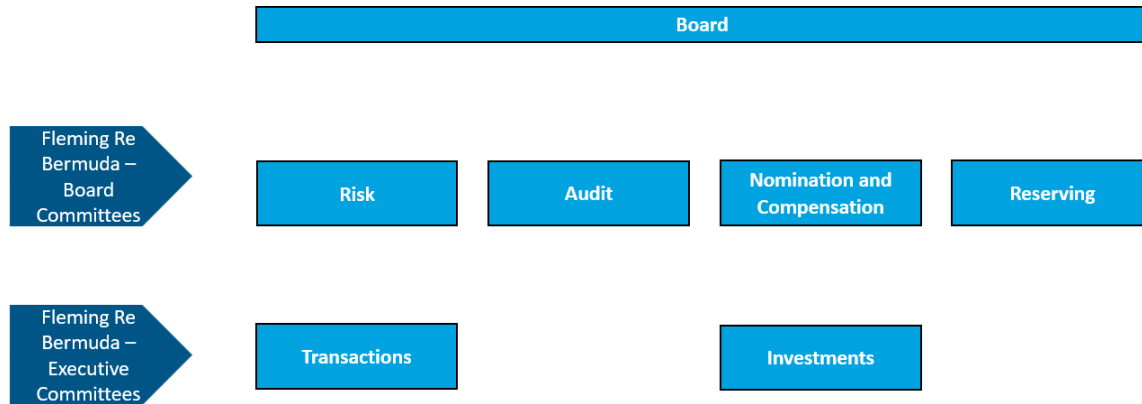 Board
Fleming Re
Bermuda –
Board
Committees
Risk
Audit
Nomination and
Compensation
Reserving
Fleming Re
Bermuda –
Executive
Committees
Transactions
Investments